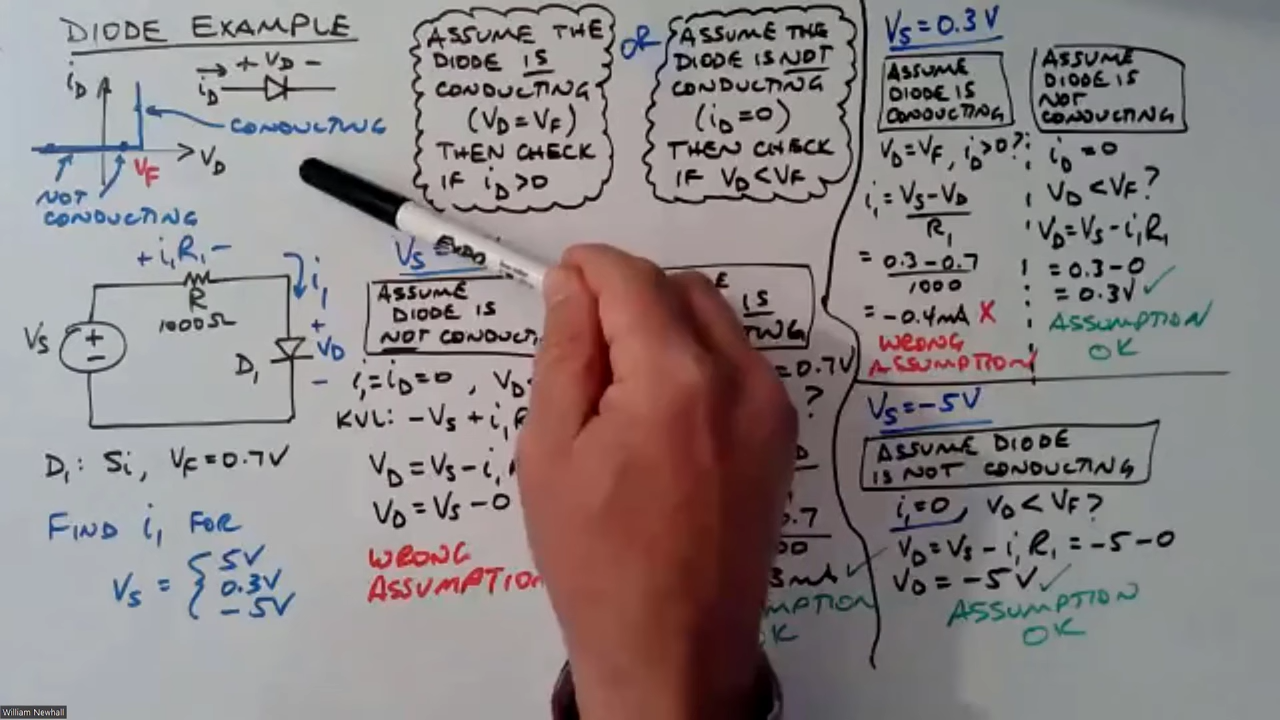 DIODE EXAMPLE
iD
+ VD -
iD
CONDUCTING
VF
VD
NOT
CONDUCTING
ASSUME THE
DIODE IS
CONDUCTING
(VD=VF)
THEN CHECK
IF iD>0
OR
ASSUME THE
DIODE IS NOT
CONDUCTING
(iD=0)
THEN CHECK
IF VD<VF
+ i1R1 -
R
1000Ω
i1
VS
+
-
D1
+
VD
-
D1: Si, VF=0.7V
FIND i1 FOR
VS = { 5V
0.3V
-5V
VS
EXPO
ASSUME
DIODE IS
NOT CONDUCT
i1=iD=0, VD
KVL: -VS + i1R
VD=VS-i1
VD=VS-0
WRONG
ASSUMPTION
IS
=0.7V
?
OK
VS=0.3V
ASSUME
DIODE IS
CONDUCTING
VD=VF, iD>0?
i1=VS-VD
R1
= 0.3-0.7
1000
= -0.4mA X
WRONG
ASSUMPTION
ASSUME
DIODE IS
NOT
CONDUCTING
iD=0
VD<VF?
VD=VS-i1R1
=0.3-0
=0.3V ✓
ASSUMPTION
OK
VS=-5V
ASSUME DIODE
IS NOT CONDUCTING
i1=0, VD<VF?
VD=VS-i1R1=-5-0
VD=-5V ✓
ASSUMPTION
OK
William Newhall